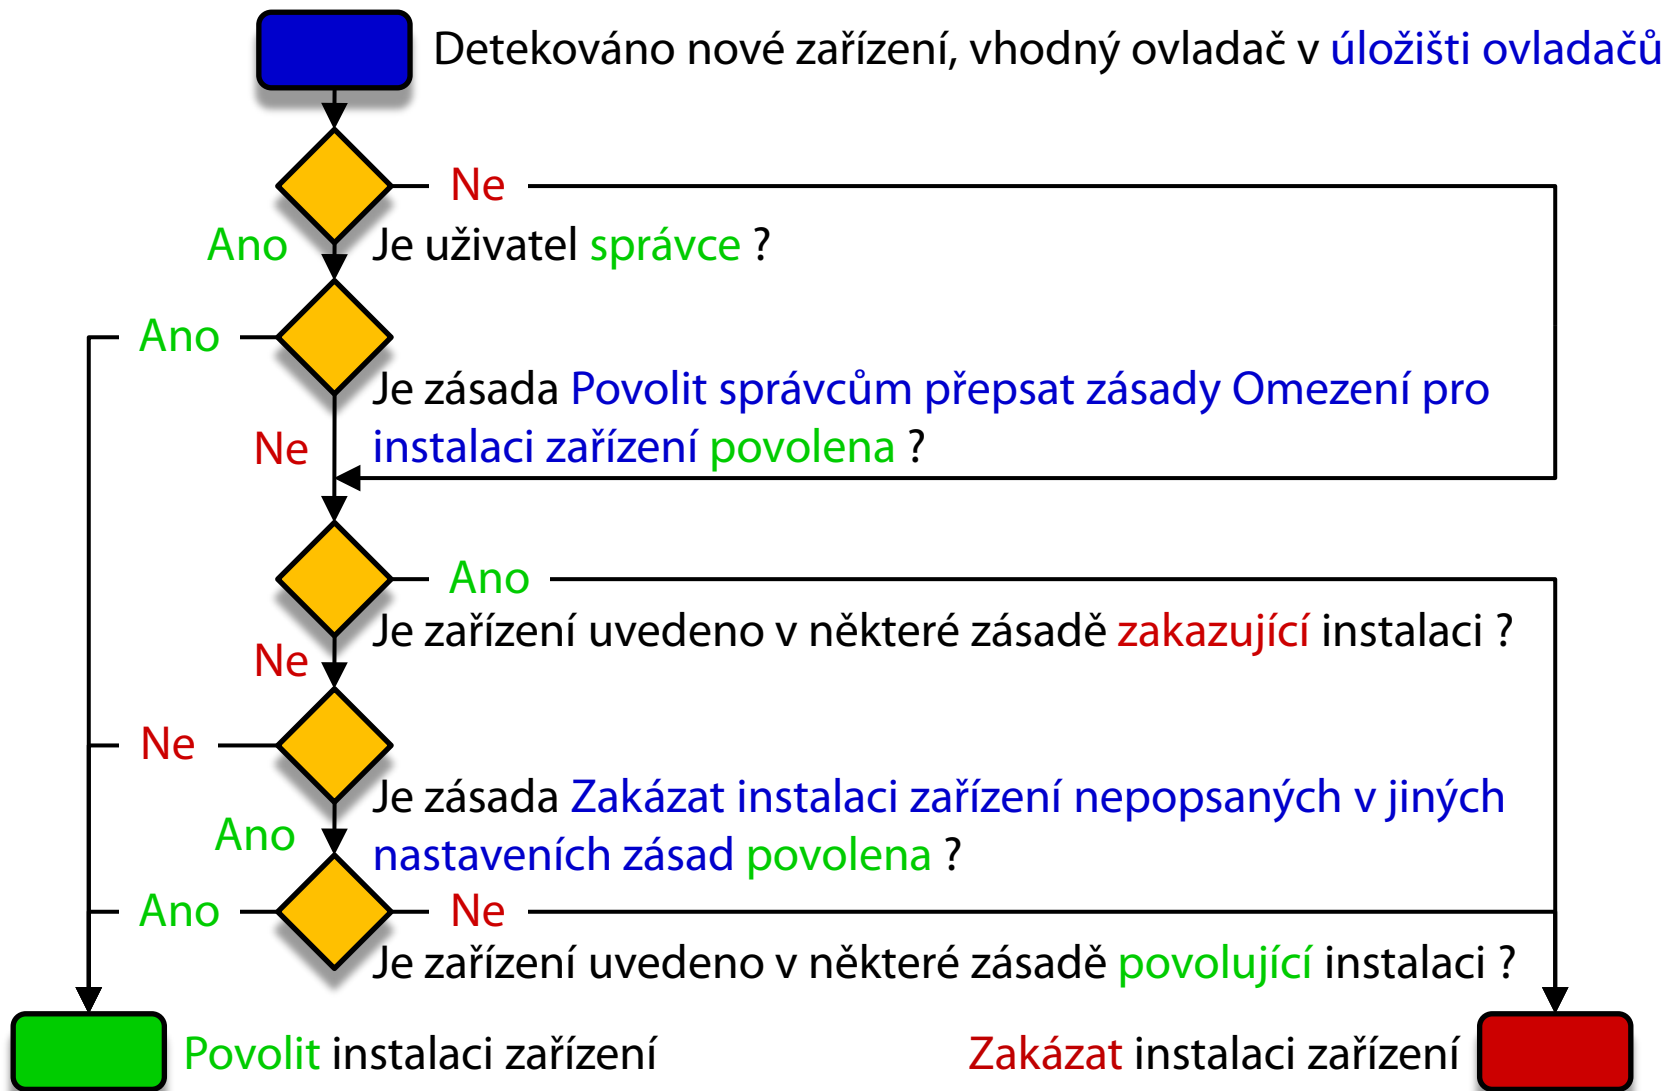 Detekováno nové zařízení, vhodný ovladač v úložišti ovladačů
Ne
Ano
Je uživatel správce ?
Ano
Je zásada Povolit správcům přepsat zásady Omezení pro
instalaci zařízení povolena ?
Ne
Ano
Je zařízení uvedeno v některé zásadě zakazující instalaci ?
Ne
Ne
Je zásada Zakázat instalaci zařízení nepopsaných v jiných
nastaveních zásad povolena ?
Ano
Ano
Ne
Je zařízení uvedeno v některé zásadě povolující instalaci ?
Povolit instalaci zařízení
Zakázat instalaci zařízení